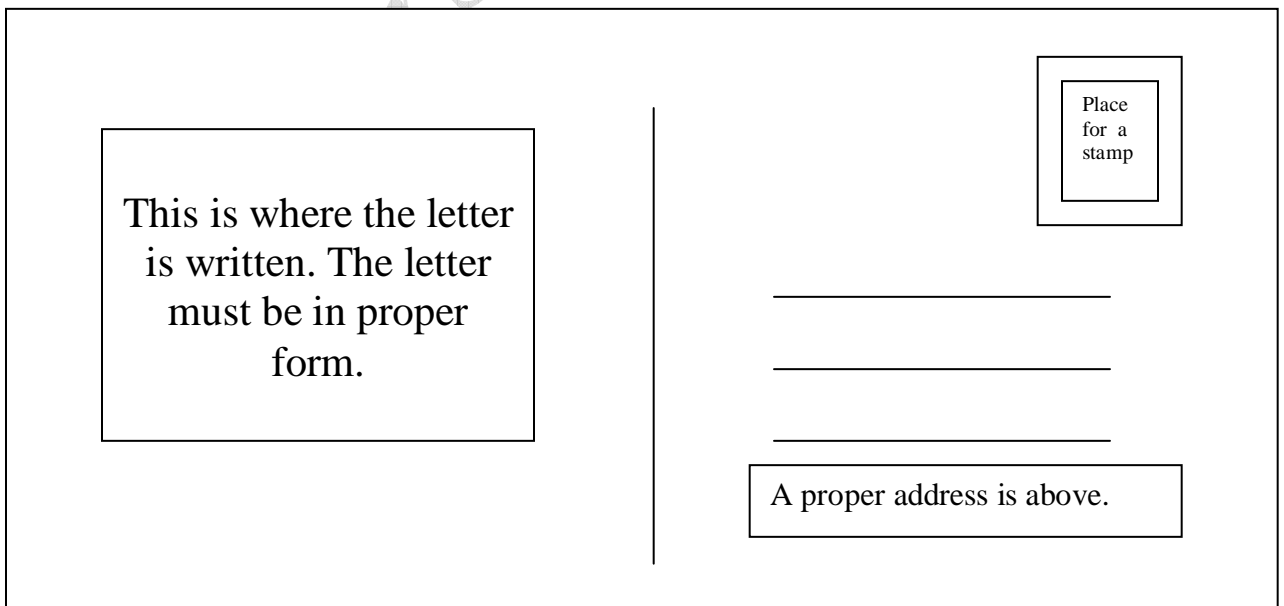 This is where the letter
is written. The letter
must be in proper
form.
Place
for a
stamp
A proper address is above.